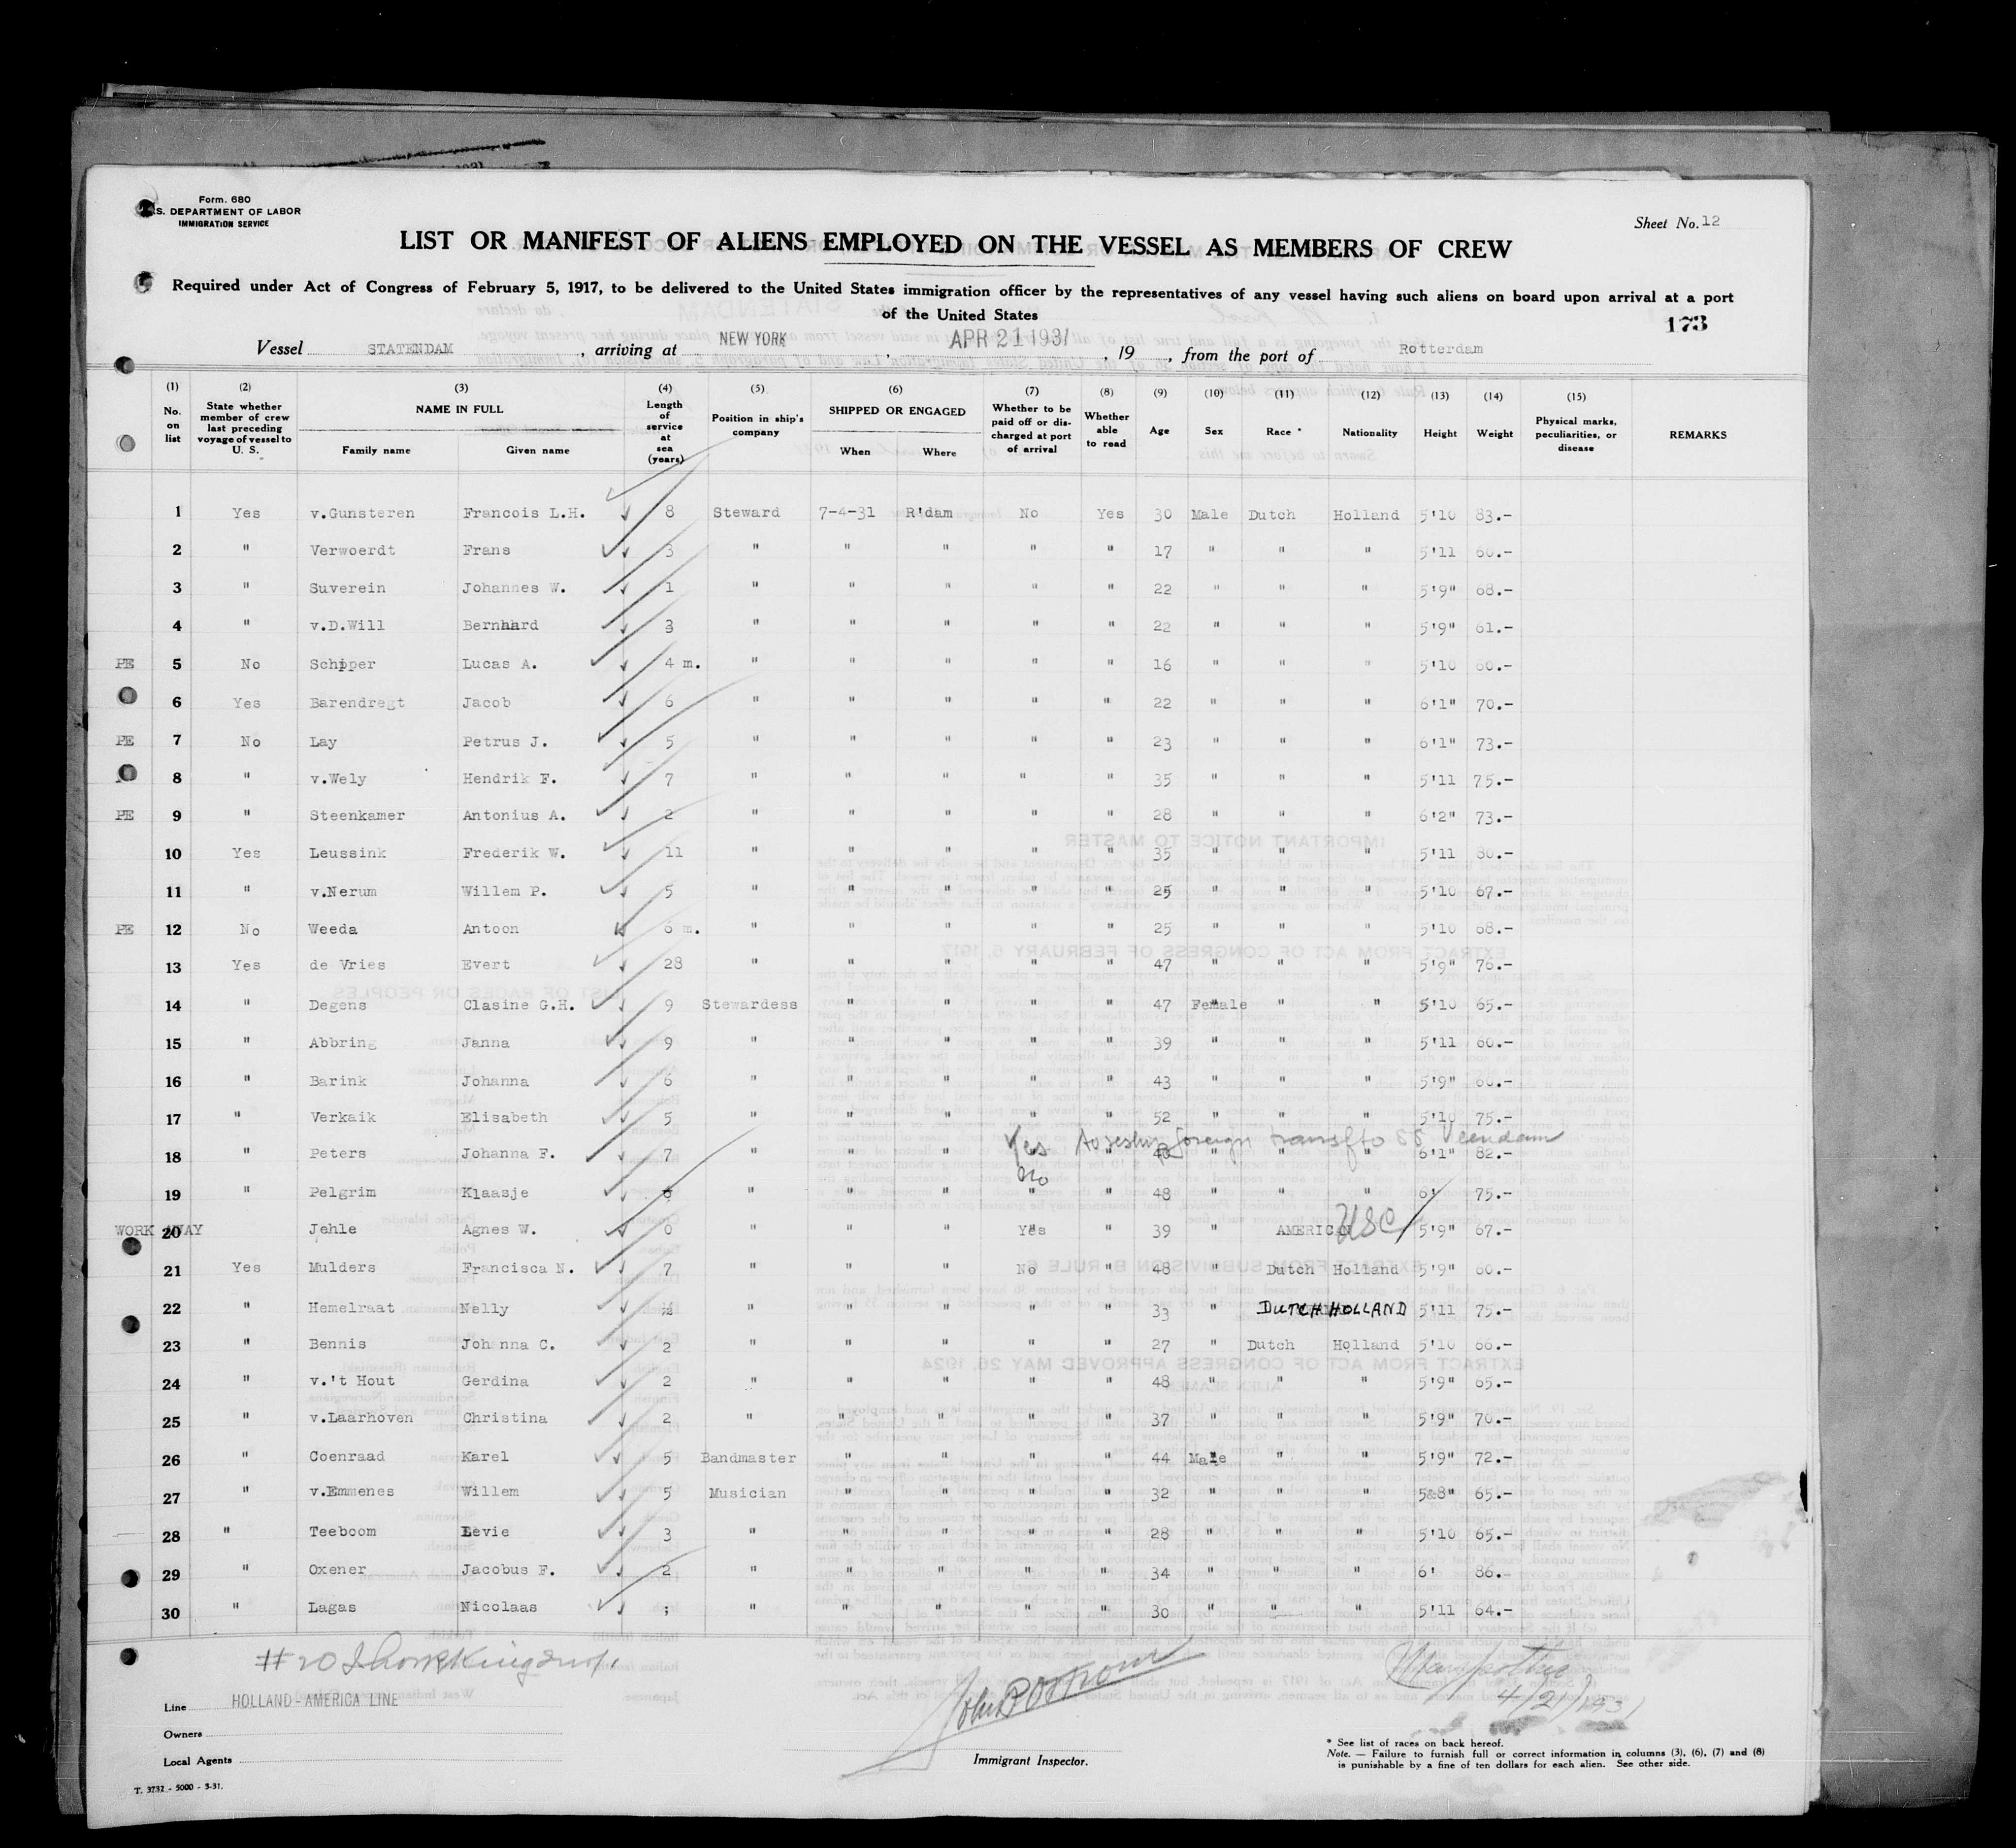 Form. 680
U.S. DEPARTMENT OF LABOR
IMMIGRATION SERVICE
Sheet No. 12
LIST OR MANIFEST OF ALIENS EMPLOYED ON THE VESSEL AS MEMBERS OF CREW
Required under Act of Congress of February 5, 1917, to be delivered to the United States immigration officer by the representatives of any vessel having such aliens on board upon arrival at a port
of the United States
173
Vessel STATENDAM, arriving at NEW YORK, APR 21 1931, 19, from the port of Rotterdam
(1) No. on list (2) State whether member of crew last preceding voyage of vessel to U. S. (3) NAME IN FULL Family name Given name (4) Length of service at sea (years) (5) Position in ship's company (6) SHIPPED OR ENGAGED When Where (7) Whether to be paid off or discharged at port of arrival (8) Whether able to read (9) Age (10) Sex (11) Race * (12) Nationality (13) Height (14) Weight (15) Physical marks, peculiarities, or disease REMARKS
1 Yes v.Gunsteren Francois L.H. 8 Steward 7-4-31 R'dam No Yes 30 Male Dutch Holland 5'10 83.-
2 " Verwoerdt Frans 3 " " " " " 17 " " " 5'11 60.-
3 " Suverein Johannes W. 1 " " " " " 22 " " " 5'9" 68.-
4 " v.D.Will Bernhard 3 " " " " " 22 " " " 5'9" 61.-
PE 5 No Schipper Lucas A. 4 m. " " " " " 16 " " " 5'10 60.-
6 Yes Barendregt Jacob 6 " " " " " 22 " " " 6'1" 70.-
PE 7 No Lay Petrus J. 5 " " " " " 23 " " " 6'1" 73.-
8 " v.Wely Hendrik F. 7 " " " " " 35 " " " 5'11 75.-
PE 9 " Steenkamer Antonius A. 2 " " " " " 28 " " " 6'2" 73.-
10 Yes Leussink Frederik W. 11 " " " " " 35 " " " 5'11 80.-
11 " v.Nerum Willem P. 5 " " " " " 25 " " " 5'10 67.-
PE 12 No Weeda Antoon 6 m. " " " " " 25 " " " 5'10 68.-
13 Yes de Vries Evert 28 " " " " " 47 " " " 5'9" 76.-
14 " Degens Clasine G.H. 9 Stewardess " " " " 47 Female " " 5'10 65.-
15 " Abbring Janna 9 " " " " " 39 " " " 5'11 60.-
16 " Barink Johanna 6 " " " " " 43 " " " 5'9" 60.-
17 " Verkaik Elisabeth 5 " " " " " 52 " " " 5'10 75.-
Yes foreign transf to SS Veendam
18 " Peters Johanna F. 7 " " " " " " " " 6'1" 82.-
No
19 " Pelgrim Klaasje 6 " " " " " 48 " " " 6' 75.-
WORK AWAY 20 Jehle Agnes W. 0 " " " Yes " 39 " AMERICAN USC 5'9" 67.-
21 Yes Mulders Francisca N. 7 " " " No " 48 " Dutch Holland 5'9" 60.-
22 " Hemelraat Nelly " " " " " 33 " DUTCH HOLLAND 5'11 75.-
23 " Bennis Johanna C. 2 " " " " " 27 " Dutch Holland 5'10 66.-
24 " v.'t Hout Gerdina 2 " " " " " 48 " " " 5'9" 65.-
25 " v.Laarhoven Christina 2 " " " " " 37 " " " 5'9" 70.-
26 " Coenraad Karel 5 Bandmaster " " " " 44 Male " " 5'9" 72.-
27 " v.Emmenes Willem 5 Musician " " " " 32 " " " 5'8" 65.-
28 " Teeboom Levie 3 " " " " " 28 " " " 5'10 65.-
29 " Oxener Jacobus F. 2 " " " " " 34 " " " 6' 86.-
30 " Lagas Nicolaas ; " " " " " 30 " " " 5'11 64.-
#20
4/21/1931
Line HOLLAND-AMERICA LINE
Owners
Local Agents
Immigrant Inspector.
* See list of races on back hereof.
Note. — Failure to furnish full or correct information in columns (3), (6), (7) and (8)
is punishable by a fine of ten dollars for each alien. See other side.
T. 3732 - 5000 - 3-31.